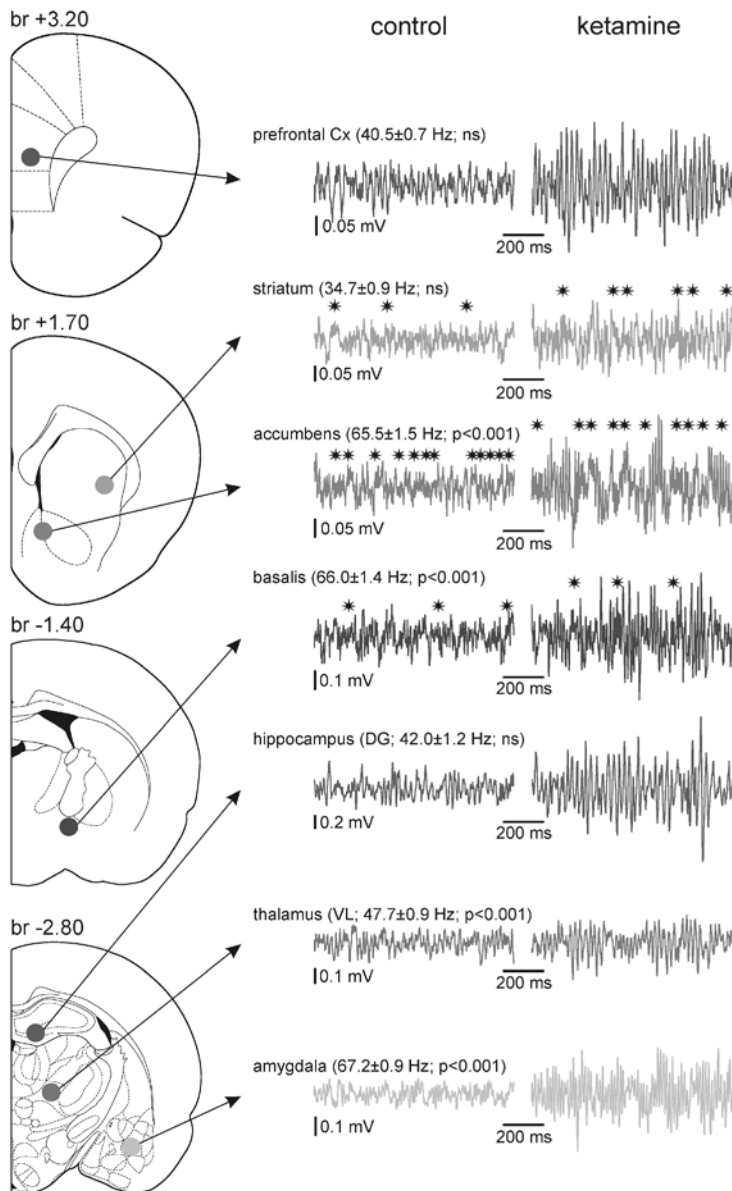 br +3.20
control
ketamine
prefrontal Cx (40.5±0.7 Hz; ns)
0.05 mV
200 ms
striatum (34.7±0.9 Hz; ns)
br +1.70
0.05 mV
200 ms
accumbens (65.5±1.5 Hz; p<0.001)
0.05 mV
200 ms
basalis (66.0±1.4 Hz; p<0.001)
br -1.40
0.1 mV
200 ms
hippocampus (DG; 42.0±1.2 Hz; ns)
0.2 mV
200 ms
thalamus (VL; 47.7±0.9 Hz; p<0.001)
br -2.80
0.1 mV
200 ms
amygdala (67.2±0.9 Hz; p<0.001)
0.1 mV
200 ms